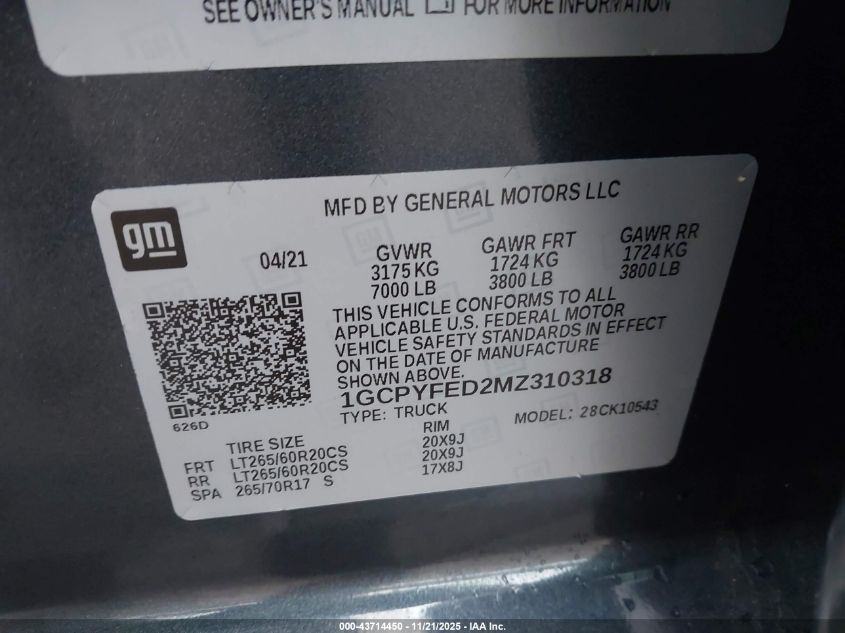 SEE OWNER'S MANUAL FOR MORE INFORMATION
MFD BY GENERAL MOTORS LLC
gm
04/21
GVWR
3175 KG
7000 LB
GAWR FRT
1724 KG
3800 LB
GAWR RR
1724 KG
3800 LB
THIS VEHICLE CONFORMS TO ALL
APPLICABLE U.S. FEDERAL MOTOR
VEHICLE SAFETY STANDARDS IN EFFECT
ON THE DATE OF MANUFACTURE
SHOWN ABOVE.
1GCPYFED2MZ310318
TYPE: TRUCK
MODEL: 28CK10543
626D
TIRE SIZE RIM
FRT LT265/60R20CS 20X9J
RR LT265/60R20CS 20X9J
SPA 265/70R17 S 17X8J
000-43714450 - 11/21/2025 - IAA Inc.